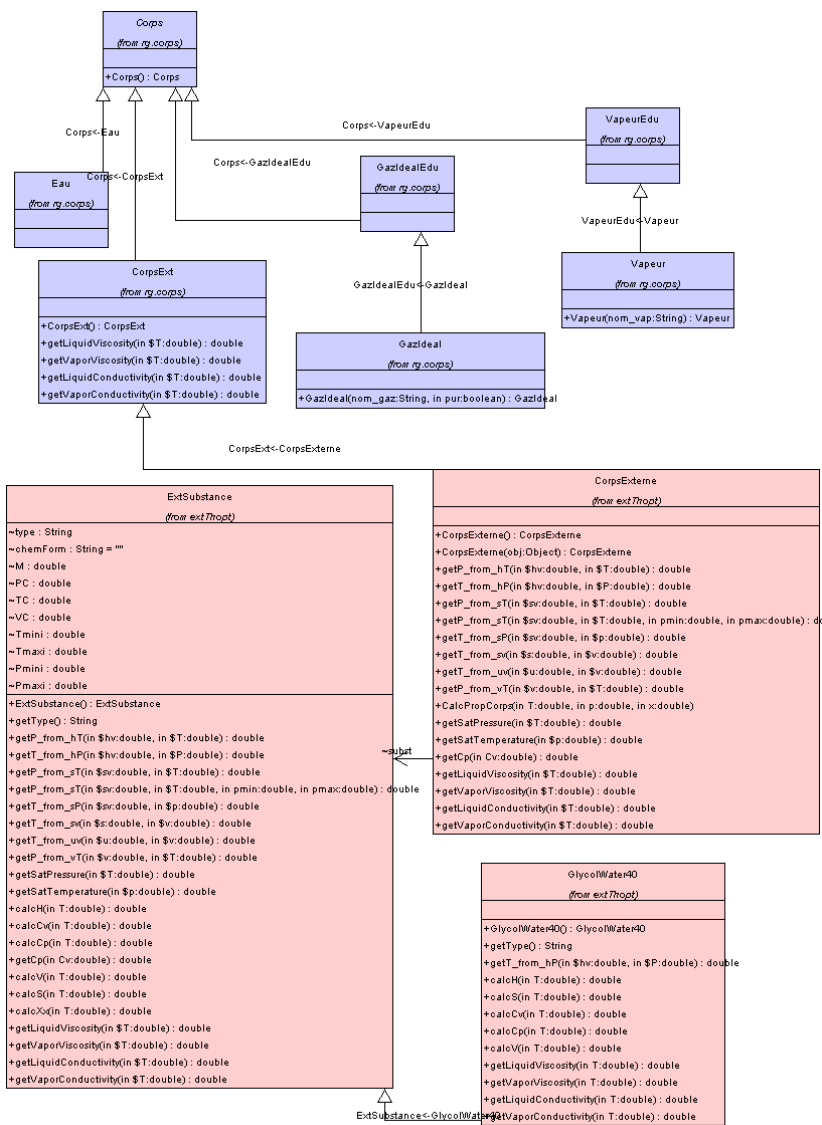 Corps
(from rg.corps)
+Corps() : Corps
Corps<-Eau
Corps<-VapeurEdu
VapeurEdu
(from rg.corps)
Corps<-GazIdealEdu
GazIdealEdu
(from rg.corps)
Eau
(from rg.corps)
Corps<-CorpsExt
VapeurEdu<-Vapeur
CorpsExt
(from rg.corps)
+CorpsExt() : CorpsExt
+getLiquidViscosity(in $T:double) : double
+getVaporViscosity(in $T:double) : double
+getLiquidConductivity(in $T:double) : double
+getVaporConductivity(in $T:double) : double
Vapeur
(from rg.corps)
+Vapeur(nom_vap:String) : Vapeur
GazIdealEdu<-GazIdeal
GazIdeal
(from rg.corps)
+GazIdeal(nom_gaz:String, in pur:boolean) : GazIdeal
CorpsExt<-CorpsExterne
ExtSubstance
(from extThopt)
~type : String
~chemForm : String = ""
~M : double
~PC : double
~TC : double
~VC : double
~Tmini : double
~Tmaxi : double
~Pmini : double
~Pmaxi : double
+ExtSubstance() : ExtSubstance
+getType() : String
+getP_from_hT(in $hv:double, in $T:double) : double
+getT_from_hP(in $hv:double, in $P:double) : double
+getP_from_sT(in $sv:double, in $T:double) : double
+getP_from_sT(in $sv:double, in $T:double, in pmin:double, in pmax:double) : double
+getT_from_sP(in $sv:double, in $p:double) : double
+getT_from_sv(in $s:double, in $v:double) : double
+getT_from_uv(in $u:double, in $v:double) : double
+getP_from_vT(in $v:double, in $T:double) : double
+getSatPressure(in $T:double) : double
+getSatTemperature(in $p:double) : double
+calcH(in T:double) : double
+calcCv(in T:double) : double
+calcCp(in T:double) : double
+getCp(in Cv:double) : double
+calcV(in T:double) : double
+calcS(in T:double) : double
+calcXx(in T:double) : double
+getLiquidViscosity(in $T:double) : double
+getVaporViscosity(in $T:double) : double
+getLiquidConductivity(in $T:double) : double
+getVaporConductivity(in $T:double) : double
~subst
CorpsExterne
(from extThopt)
+CorpsExterne() : CorpsExterne
+CorpsExterne(obj:Object) : CorpsExterne
+getP_from_hT(in $hv:double, in $T:double) : double
+getT_from_hP(in $hv:double, in $P:double) : double
+getP_from_sT(in $sv:double, in $T:double) : double
+getP_from_sT(in $sv:double, in $T:double, in pmin:double, in pmax:double) :
+getT_from_sP(in $sv:double, in $p:double) : double
+getT_from_sv(in $s:double, in $v:double) : double
+getT_from_uv(in $u:double, in $v:double) : double
+getP_from_vT(in $v:double, in $T:double) : double
+CalcPropCorps(in T:double, in p:double, in x:double)
+getSatPressure(in $T:double) : double
+getSatTemperature(in $p:double) : double
+getCp(in Cv:double) : double
+getLiquidViscosity(in $T:double) : double
+getVaporViscosity(in $T:double) : double
+getLiquidConductivity(in $T:double) : double
+getVaporConductivity(in $T:double) : double
GlycolWater40
(from extThopt)
+GlycolWater40() : GlycolWater40
+getType() : String
+getT_from_hP(in $hv:double, in $P:double) : double
+calcH(in T:double) : double
+calcS(in T:double) : double
+calcCv(in T:double) : double
+calcCp(in T:double) : double
+calcV(in T:double) : double
+getLiquidViscosity(in T:double) : double
+getVaporViscosity(in T:double) : double
+getLiquidConductivity(in T:double) : double
+getVaporConductivity(in T:double) : double
ExtSubstance<-GlycolWater40